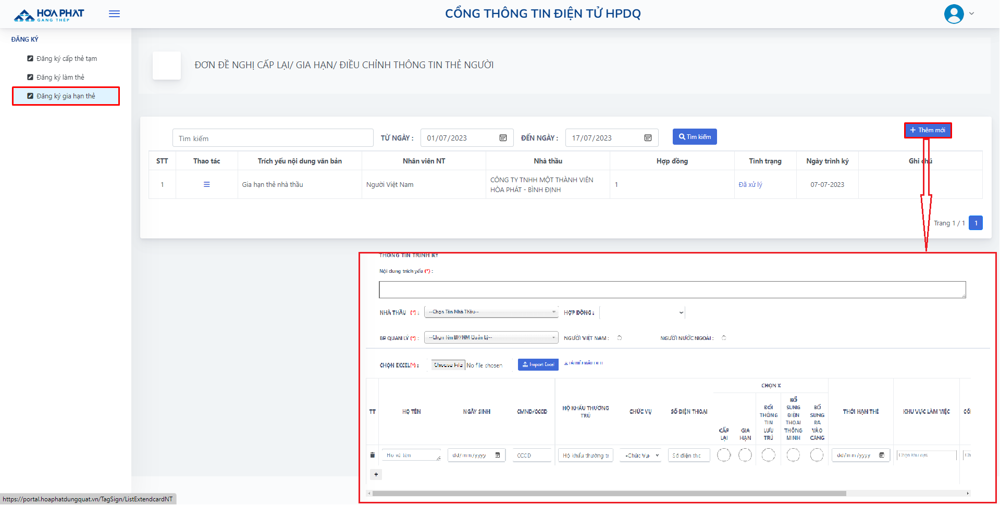 HÒA PHÁT
GANG THÉP
CỔNG THÔNG TIN ĐIỆN TỬ HPDQ
ĐĂNG KÝ
Đăng ký cấp thẻ tạm
Đăng ký làm thẻ
Đăng ký gia hạn thẻ
ĐƠN ĐỀ NGHỊ CẤP LẠI/ GIA HẠN/ ĐIỀU CHỈNH THÔNG TIN THẺ NGƯỜI
+ Thêm mới
Tìm kiếm TỪ NGÀY : 01/07/2023 ĐẾN NGÀY : 17/07/2023 Tìm kiếm
STT Thao tác Trích yếu nội dung văn bản Nhân viên NT Nhà thầu Hợp đồng Tình trạng Ngày trình ký Ghi chú
1 Gia hạn thẻ nhà thầu Người Việt Nam CÔNG TY TNHH MỘT THÀNH VIÊN HÒA PHÁT - BÌNH ĐỊNH 1 Đã xử lý 07-07-2023
Trang 1 / 1 1
THÔNG TIN TRÌNH KÝ
Nội dung trích yếu (*) :
NHÀ THẦU (*) : --Chọn Tên Nhà Thầu-- HỢP ĐỒNG :
BP QUẢN LÝ (*) : --Chọn Tên BP/NM Quản Lý-- NGƯỜI VIỆT NAM : NGƯỜI NƯỚC NGOÀI :
CHỌN EXCEL(*) : Choose File No file chosen Import Excel
CHỌN X
TT HỌ TÊN NGÀY SINH CMND/CCCD HỘ KHẨU THƯỜNG TRÚ CHỨC VỤ SỐ ĐIỆN THOẠI CẤP LẠI GIA HẠN ĐỔI THÔNG TIN LƯU TRÚ BỔ SUNG ĐIỆN THOẠI THÔNG MINH BỔ SUNG RA VÀO CẢNG THỜI HẠN THẺ KHU VỰC LÀM VIỆC
Họ và tên dd/mm/yyyy CCCD Hộ khẩu thường tr -Chức Vụ- Số điện thc dd/mm/yyyy Chọn khu vực Ch
+
https://portal.hoaphatdungquat.vn/TagSign/ListExtendcardNT